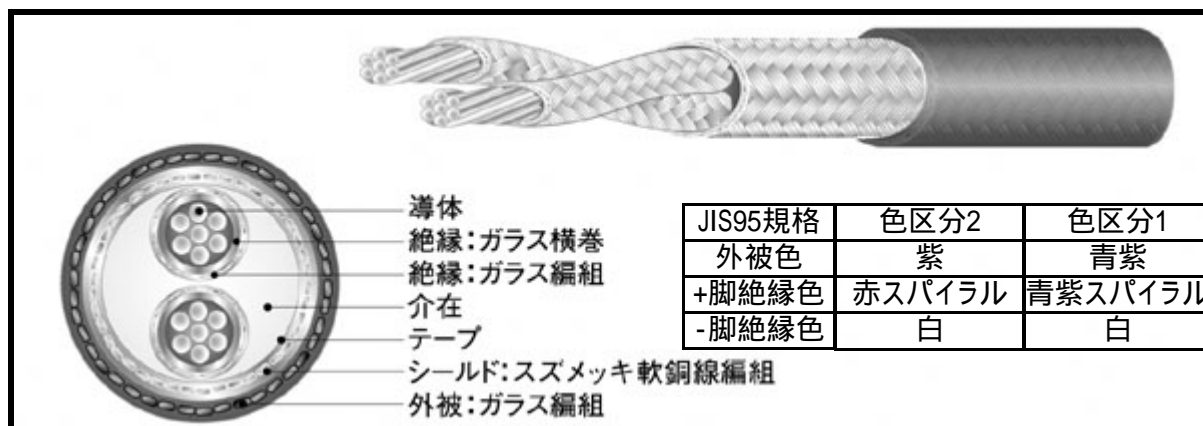 導体
絶縁:ガラス横巻
絶縁:ガラス編組
介在
テープ
シールド:スズメッキ軟銅線編組
外被:ガラス編組
JIS95規格 色区分2 色区分1
外被色 紫 青紫
+脚絶縁色 赤スパイラル 青紫スパイラル
-脚絶縁色 白 白